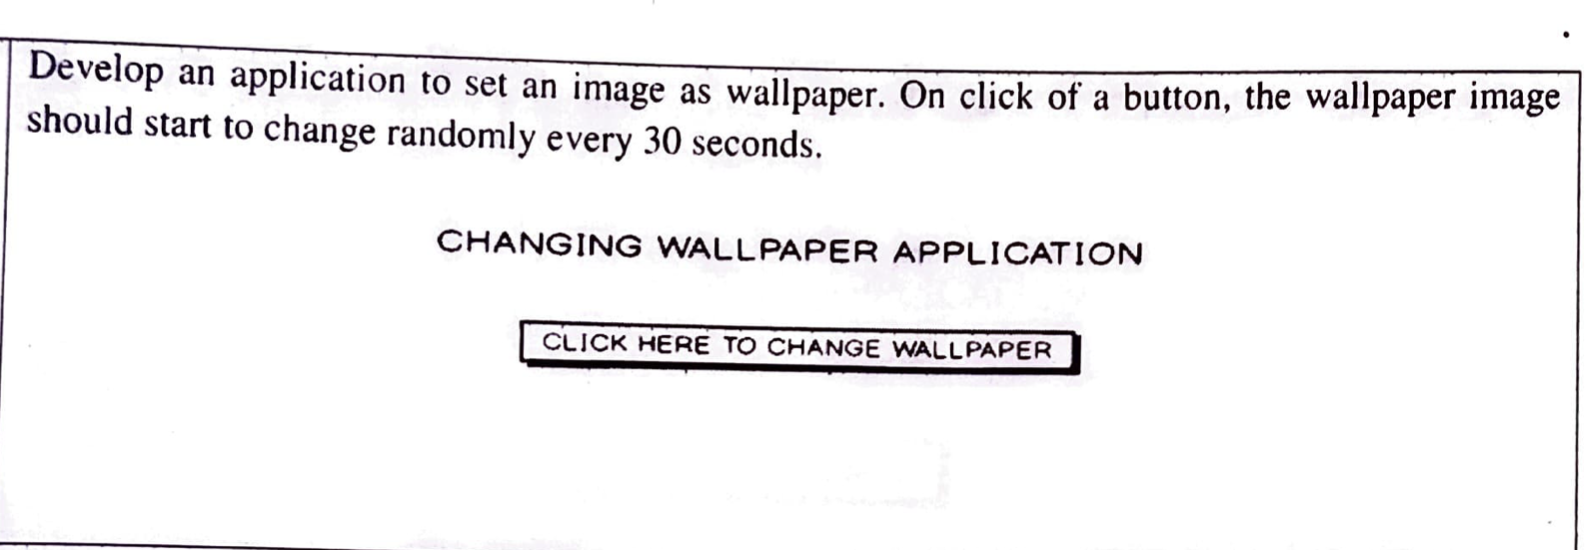 Develop an application to set an image as wallpaper. On click of a button, the wallpaper image
should start to change randomly every 30 seconds.
CHANGING WALLPAPER APPLICATION
CLICK HERE TO CHANGE WALLPAPER